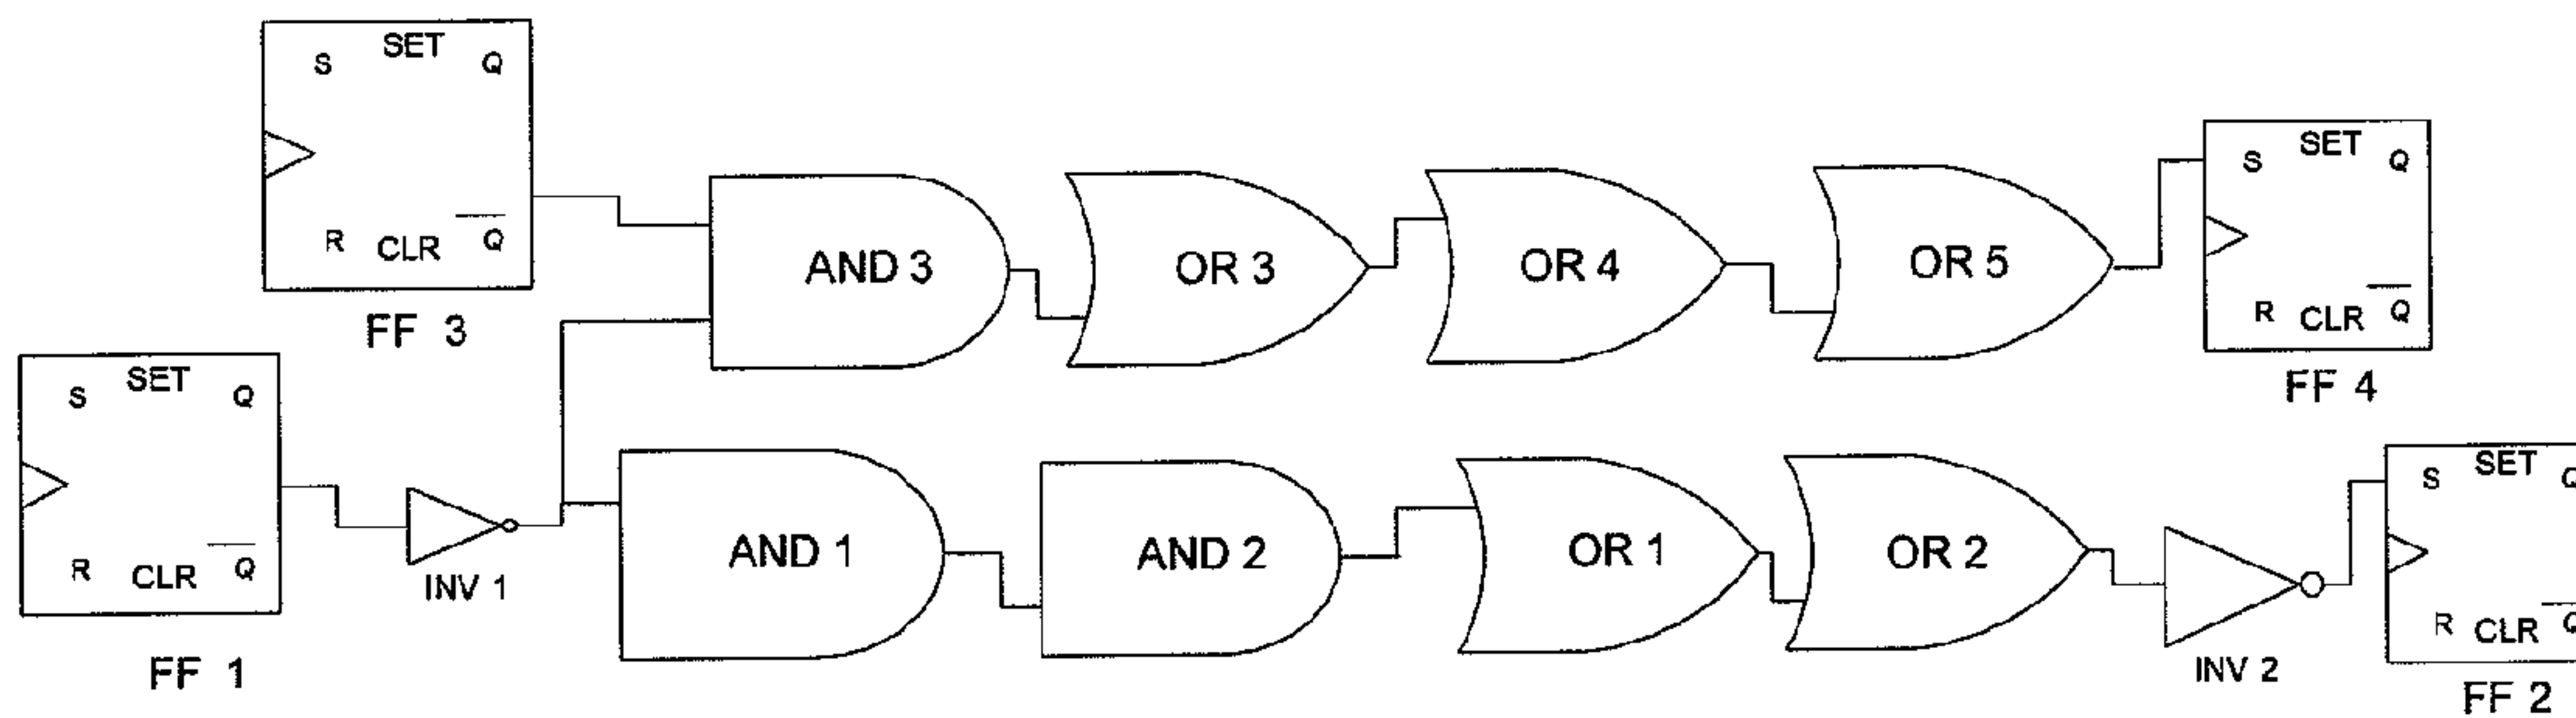 SET
S Q
R CLR Q
FF 3
AND 3
OR 3
OR 4
OR 5
SET
S Q
R CLR Q
FF 4
SET
S Q
R CLR Q
FF 1
INV 1
AND 1
AND 2
OR 1
OR 2
INV 2
SET
S Q
R CLR Q
FF 2